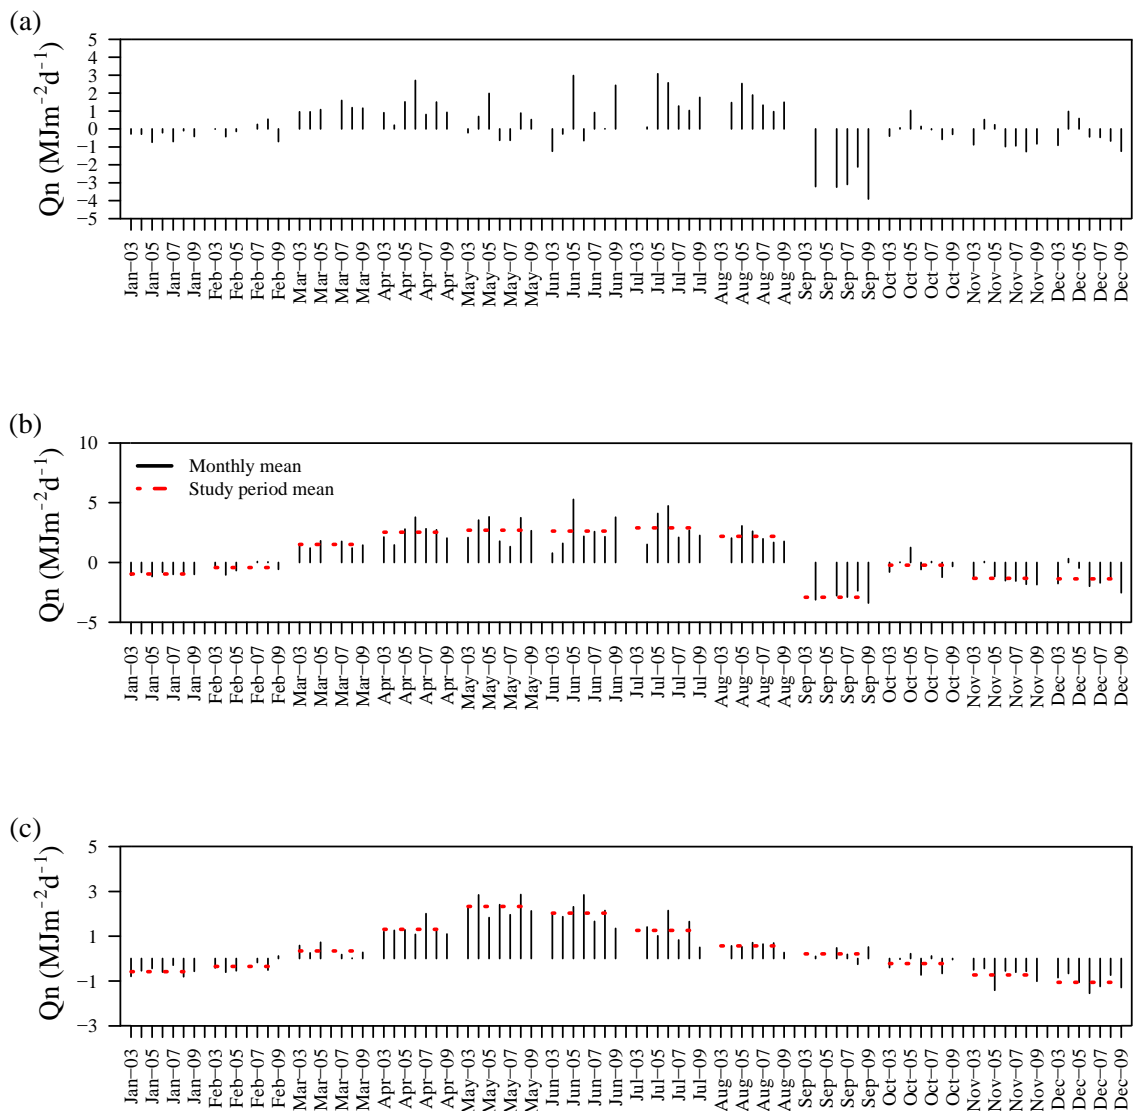 (a)
Qn (MJm⁻²d⁻¹)
5
4
3
2
1
0
−1
−2
−3
−4
−5
Jan−03 Jan−05 Jan−07 Jan−09 Feb−03 Feb−05 Feb−07 Feb−09 Mar−03 Mar−05 Mar−07 Mar−09 Apr−03 Apr−05 Apr−07 Apr−09 May−03 May−05 May−07 May−09 Jun−03 Jun−05 Jun−07 Jun−09 Jul−03 Jul−05 Jul−07 Jul−09 Aug−03 Aug−05 Aug−07 Aug−09 Sep−03 Sep−05 Sep−07 Sep−09 Oct−03 Oct−05 Oct−07 Oct−09 Nov−03 Nov−05 Nov−07 Nov−09 Dec−03 Dec−05 Dec−07 Dec−09
(b)
Qn (MJm⁻²d⁻¹)
10
5
0
−5
Monthly mean
Study period mean
Jan−03 Jan−05 Jan−07 Jan−09 Feb−03 Feb−05 Feb−07 Feb−09 Mar−03 Mar−05 Mar−07 Mar−09 Apr−03 Apr−05 Apr−07 Apr−09 May−03 May−05 May−07 May−09 Jun−03 Jun−05 Jun−07 Jun−09 Jul−03 Jul−05 Jul−07 Jul−09 Aug−03 Aug−05 Aug−07 Aug−09 Sep−03 Sep−05 Sep−07 Sep−09 Oct−03 Oct−05 Oct−07 Oct−09 Nov−03 Nov−05 Nov−07 Nov−09 Dec−03 Dec−05 Dec−07 Dec−09
(c)
Qn (MJm⁻²d⁻¹)
5
3
1
−1
−3
Jan−03 Jan−05 Jan−07 Jan−09 Feb−03 Feb−05 Feb−07 Feb−09 Mar−03 Mar−05 Mar−07 Mar−09 Apr−03 Apr−05 Apr−07 Apr−09 May−03 May−05 May−07 May−09 Jun−03 Jun−05 Jun−07 Jun−09 Jul−03 Jul−05 Jul−07 Jul−09 Aug−03 Aug−05 Aug−07 Aug−09 Sep−03 Sep−05 Sep−07 Sep−09 Oct−03 Oct−05 Oct−07 Oct−09 Nov−03 Nov−05 Nov−07 Nov−09 Dec−03 Dec−05 Dec−07 Dec−09